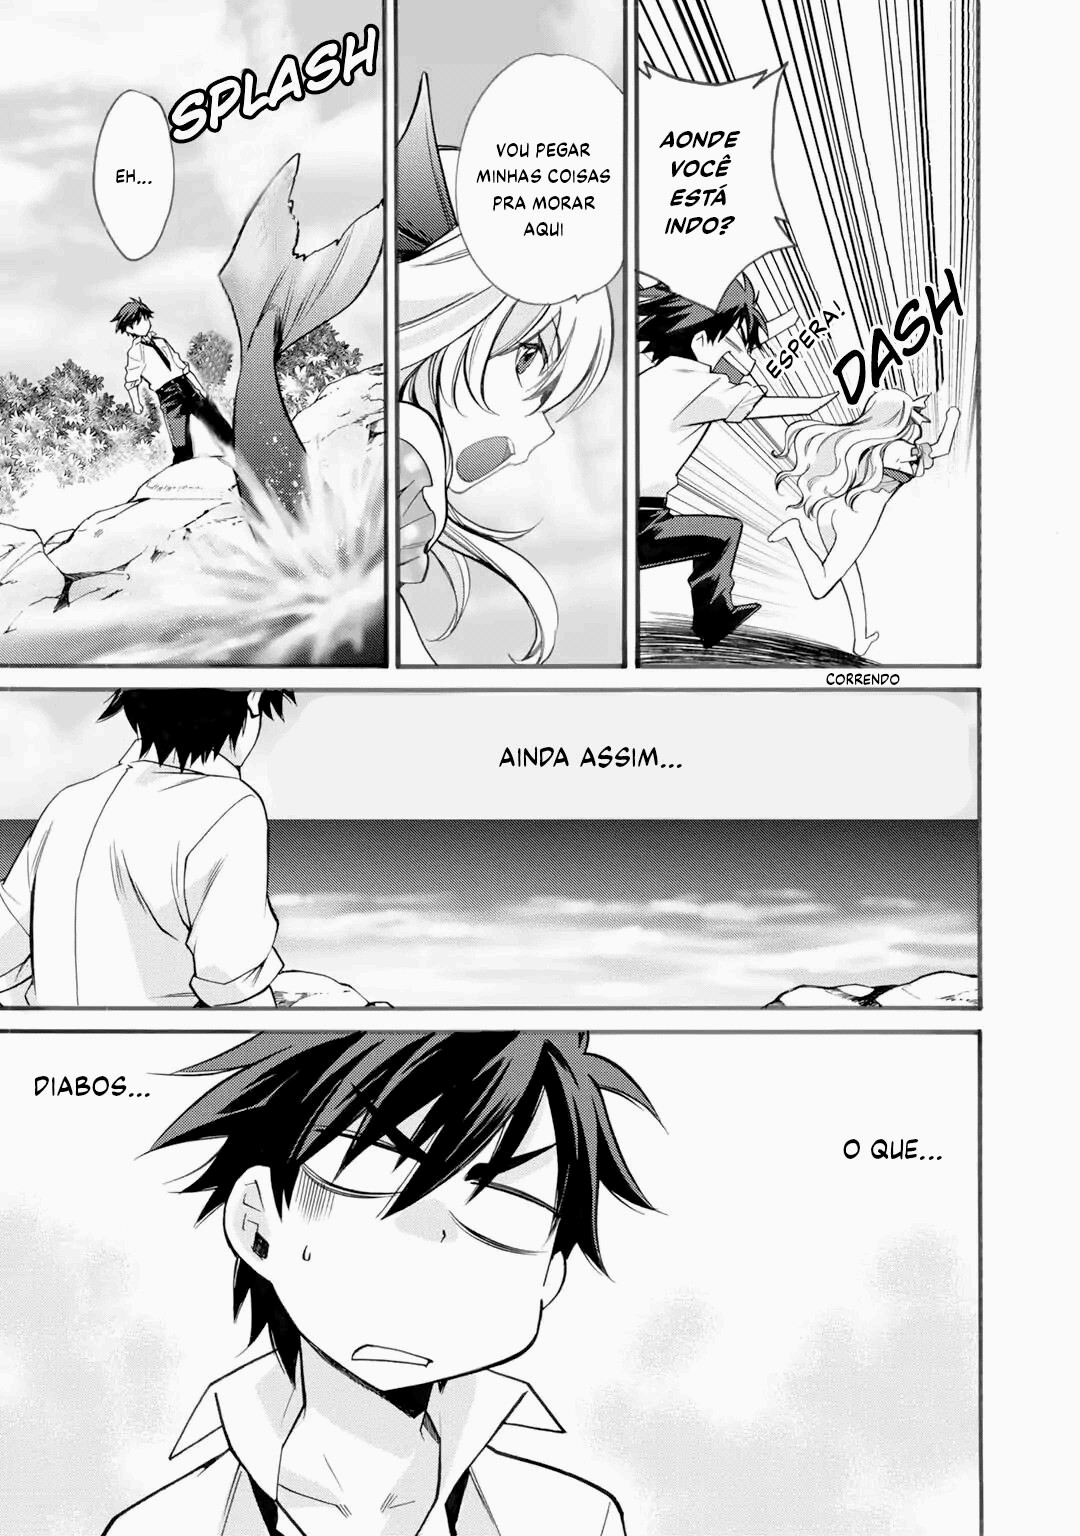 AONDE
VOCÊ
ESTÁ
INDO?
ESPERA!
DASH
CORRENDO
VOU PEGAR
MINHAS COISAS
PRA MORAR
AQUI
SPLASH
EH...
AINDA ASSIM...
O QUE...
DIABOS...